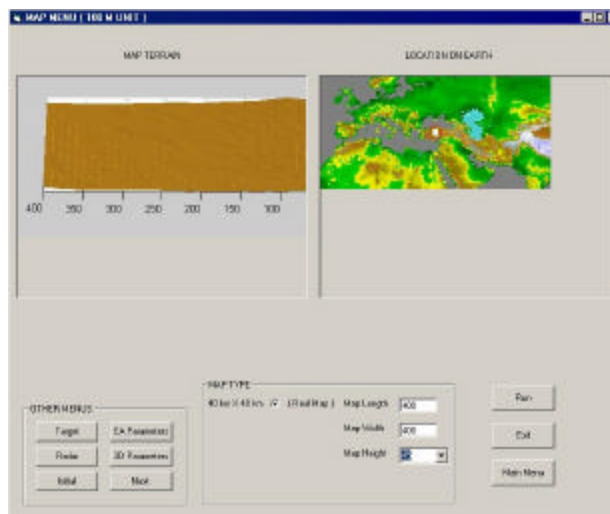 MAP MENU ( 100 M UNIT )
MAP TERRAIN
LOCATION ON EARTH
400 350 300 250 200 150 100
MAP TYPE
40 km X 40 km ( Real Map )
Map Length 400
Map Width 400
Map Height
OTHER MENUS
Target
EA Parameters
Radar
3D Parameters
Initial
Next
Run
Exit
Main Menu